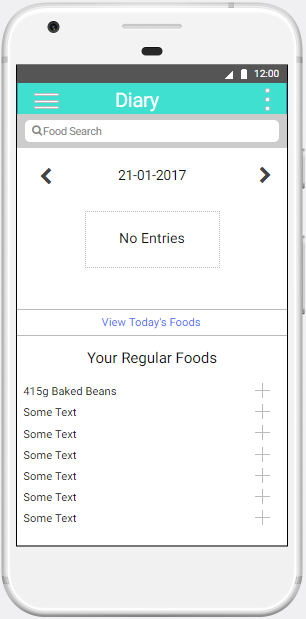 12:00
Diary
Food Search
21-01-2017
No Entries
View Today's Foods
Your Regular Foods
415g Baked Beans
Some Text
Some Text
Some Text
Some Text
Some Text
Some Text